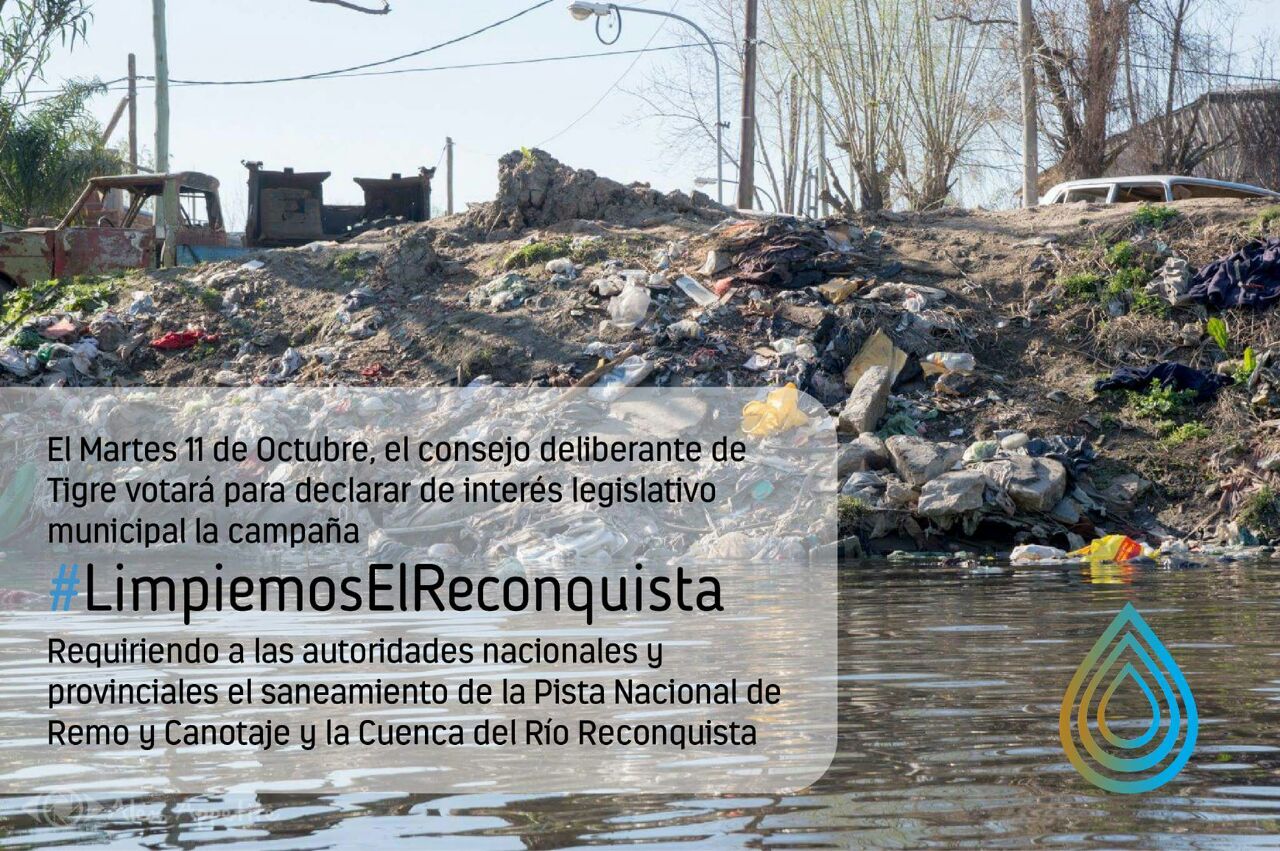 El Martes 11 de Octubre, el consejo deliberante de
Tigre votará para declarar de interés legislativo
municipal la campaña
#LimpiemosElReconquista
Requiriendo a las autoridades nacionales y
provinciales el saneamiento de la Pista Nacional de
Remo y Canotaje y la Cuenca del Río Reconquista